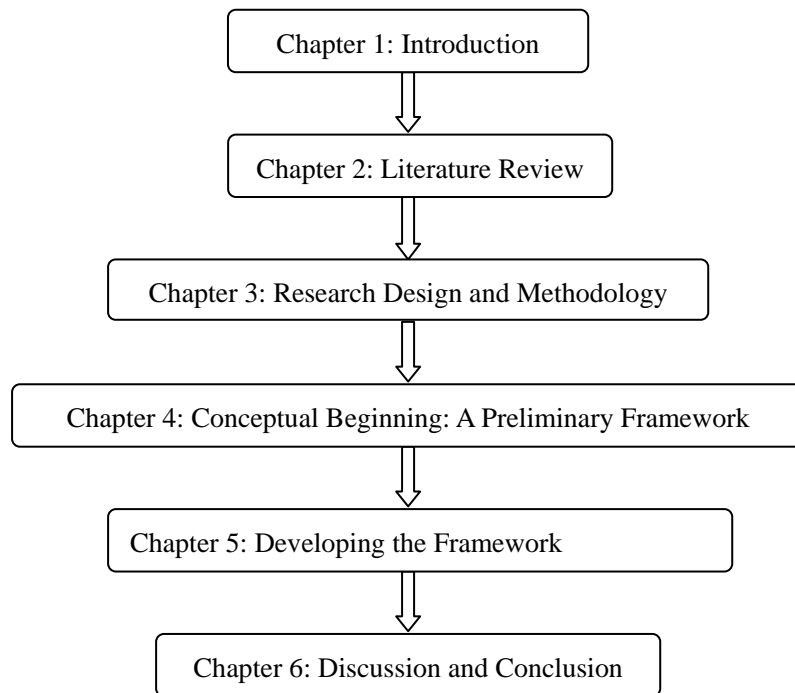 Chapter 1: Introduction
Chapter 2: Literature Review
Chapter 3: Research Design and Methodology
Chapter 4: Conceptual Beginning: A Preliminary Framework
Chapter 5: Developing the Framework
Chapter 6: Discussion and Conclusion